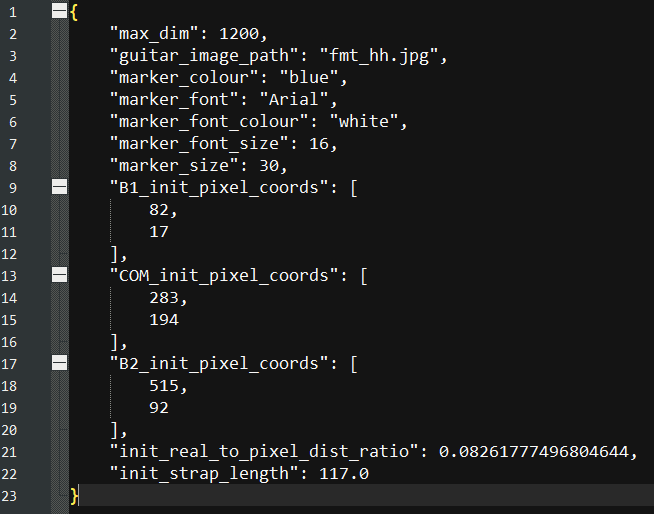 1 {
2     "max_dim": 1200,
3     "guitar_image_path": "fmt_hh.jpg",
4     "marker_colour": "blue",
5     "marker_font": "Arial",
6     "marker_font_colour": "white",
7     "marker_font_size": 16,
8     "marker_size": 30,
9     "B1_init_pixel_coords": [
10         82,
11         17
12     ],
13     "COM_init_pixel_coords": [
14         283,
15         194
16     ],
17     "B2_init_pixel_coords": [
18         515,
19         92
20     ],
21     "init_real_to_pixel_dist_ratio": 0.08261777496804644,
22     "init_strap_length": 117.0
23 }